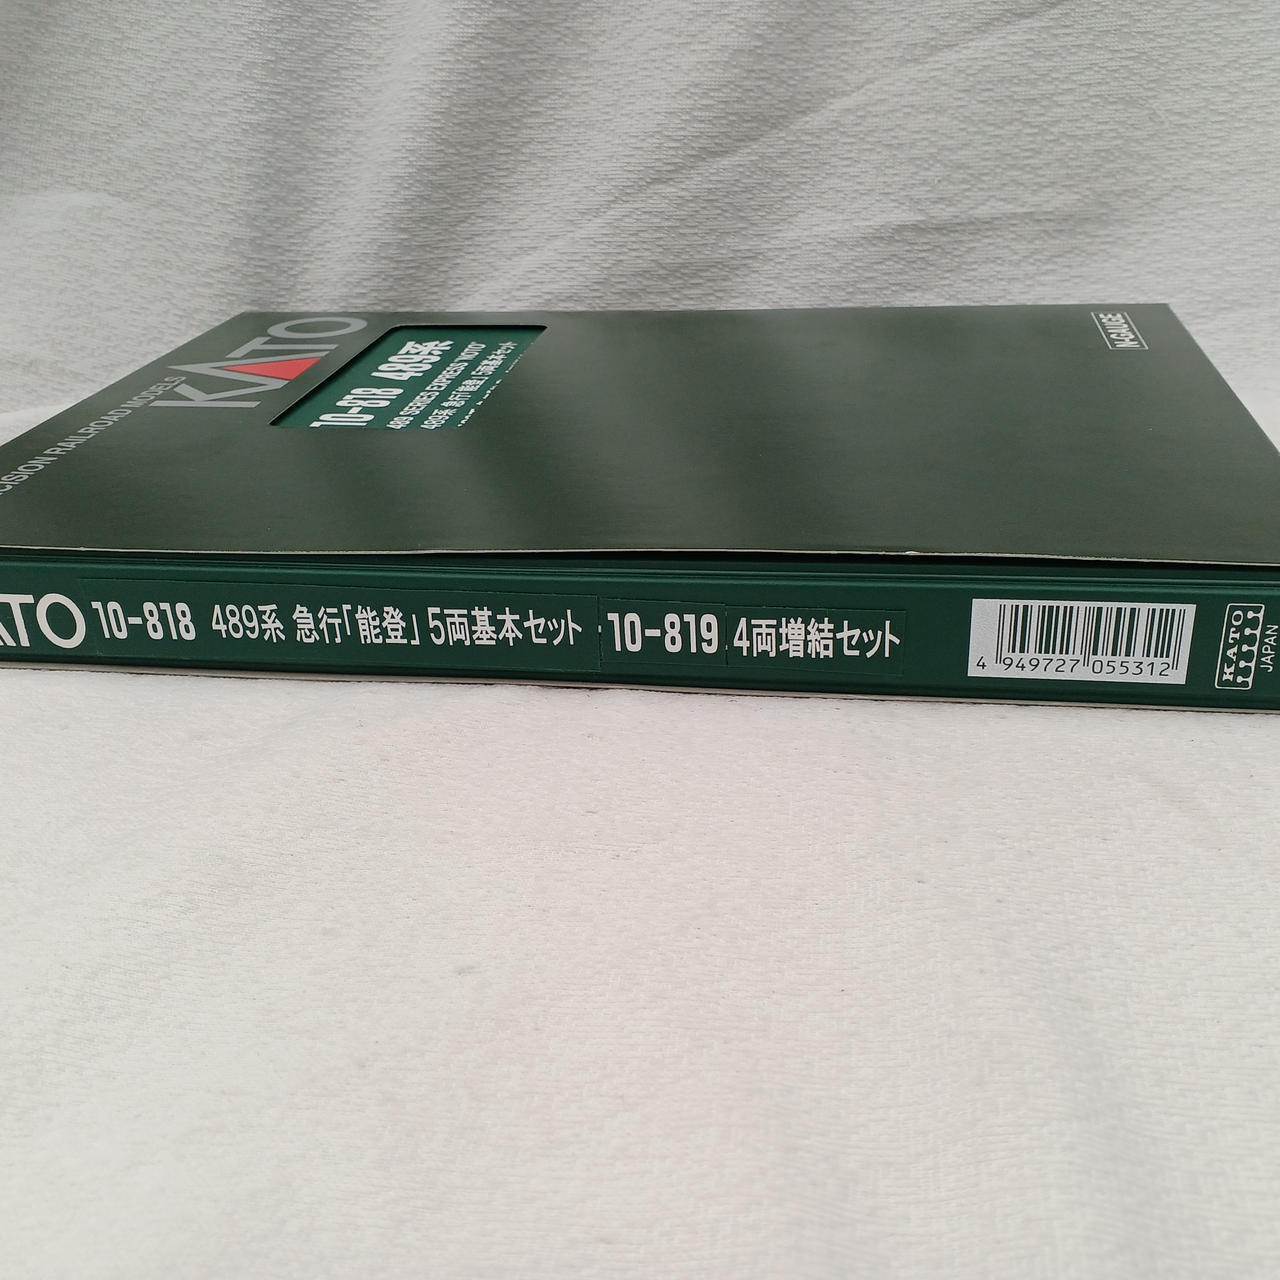 KATO
CISION RAILROAD MODELS
10-818 489系
489 SERIES EXPRESS "NOTO"
489系 急行「能登」5両基本セット
N-GAUGE
ATO 10-818 489系 急行「能登」5両基本セット 10-819 4両増結セット
4 949727 055312
KATO
JAPAN